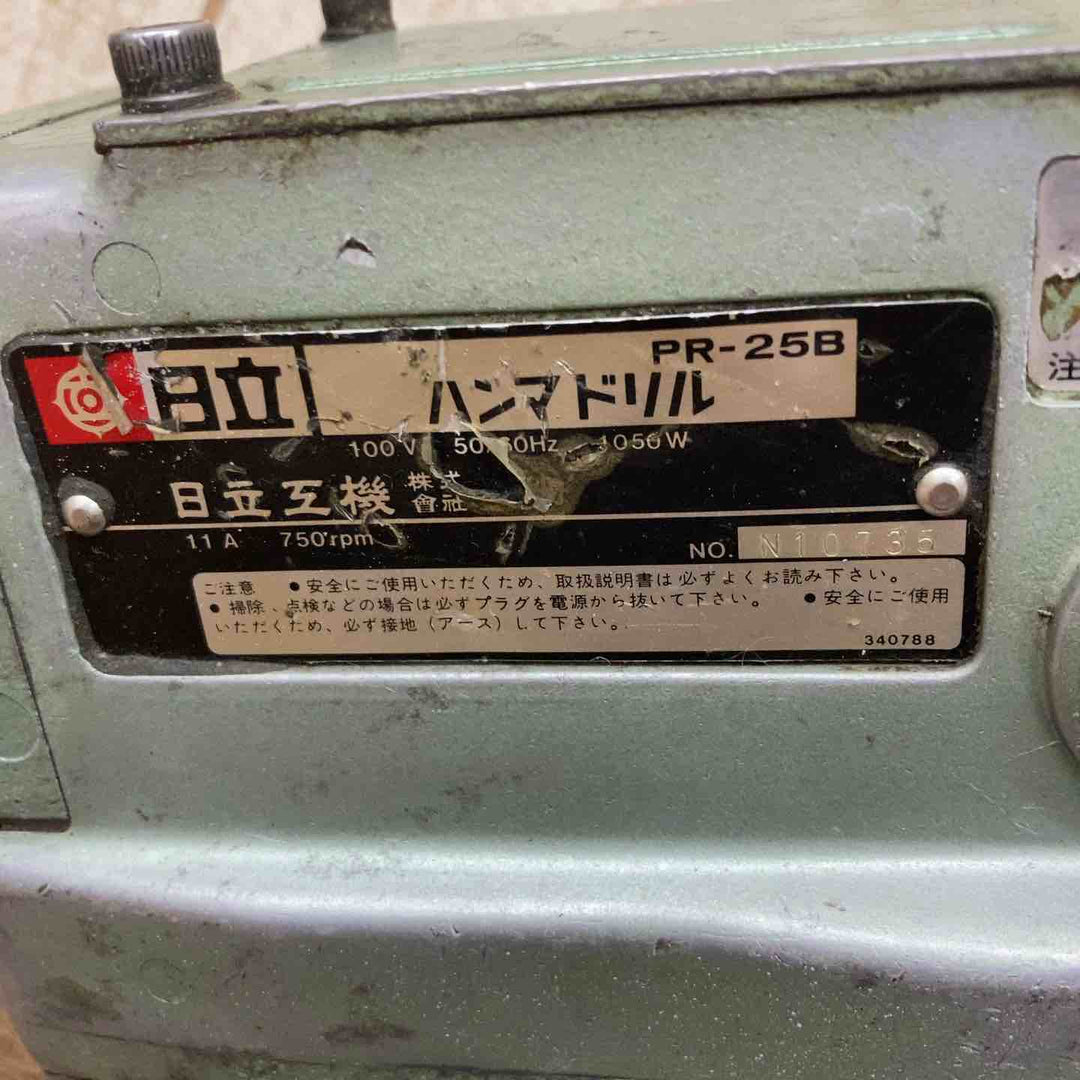 PR-25B
日立 ハンマドリル
100V 50/60Hz 1050W
日立工機 株式會社
11A 750rpm
NO. N10735
ご注意 ●安全にご使用いただくため、取扱説明書は必ずよくお読み下さい。
●掃除、点検などの場合は必ずプラグを電源から抜いて下さい。 ●安全にご使用
いただくため、必ず接地(アース)して下さい。
340788
注